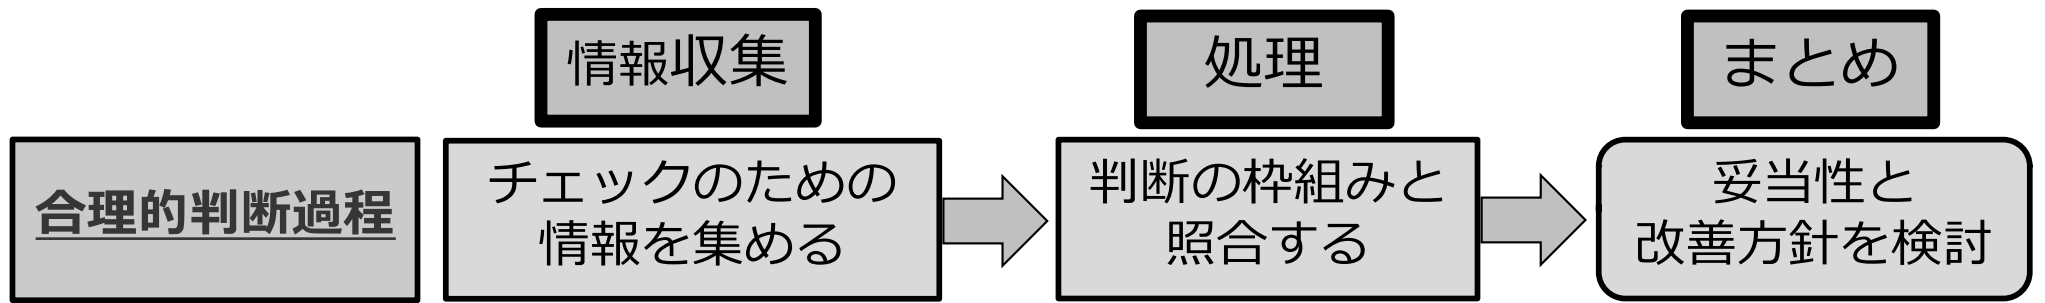 情報収集
処理
まとめ
合理的判断過程
チェックのための
情報を集める
判断の枠組みと
照合する
妥当性と
改善方針を検討